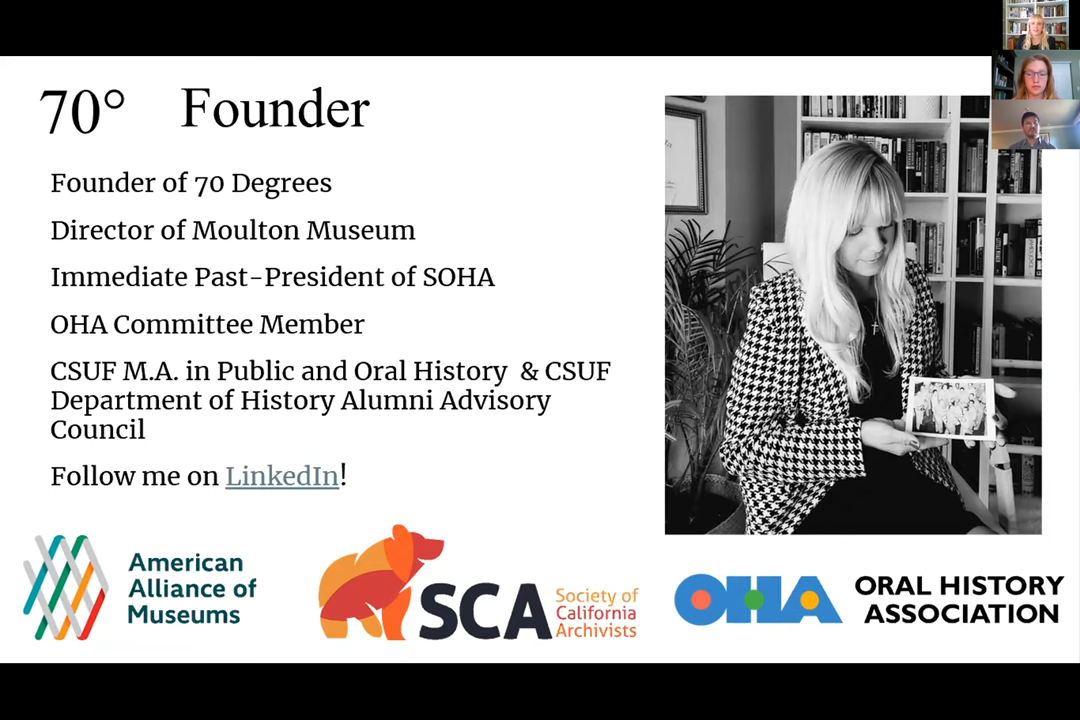 70° Founder
Founder of 70 Degrees
Director of Moulton Museum
Immediate Past-President of SOHA
OHA Committee Member
CSUF M.A. in Public and Oral History & CSUF
Department of History Alumni Advisory
Council
Follow me on LinkedIn!
American
Alliance of
Museums
SCA
Society of
California
Archivists
OHA
ORAL HISTORY
ASSOCIATION